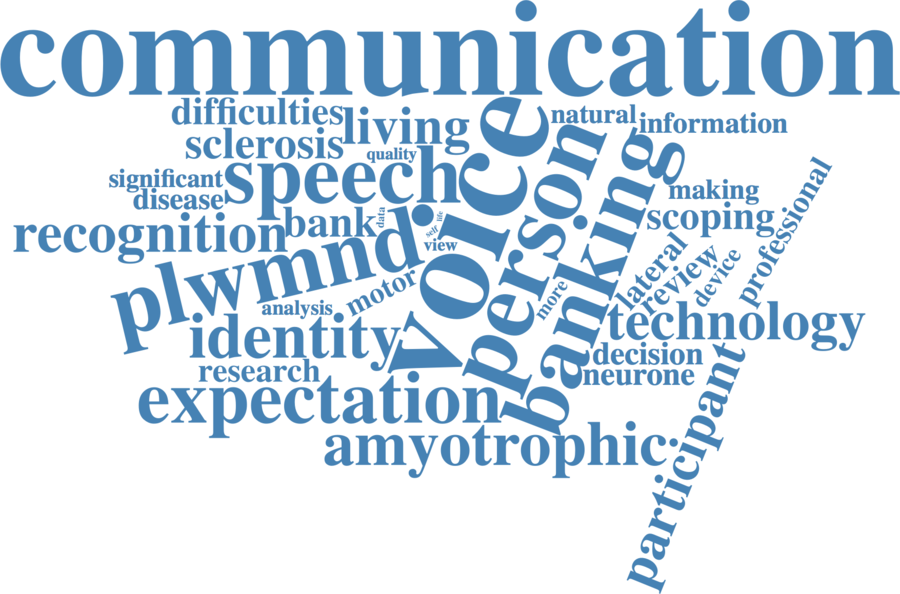 communication
difficulties
living
natural
information
sclerosis
quality
voice
person
banking
significant
speech
making
disease
scoping
professional
recognition
bank
data
self
life
view
plwmnd
lateral
review
device
analysis
motor
more
identity
technology
decision
research
neurone
expectation
participant
amyotrophic